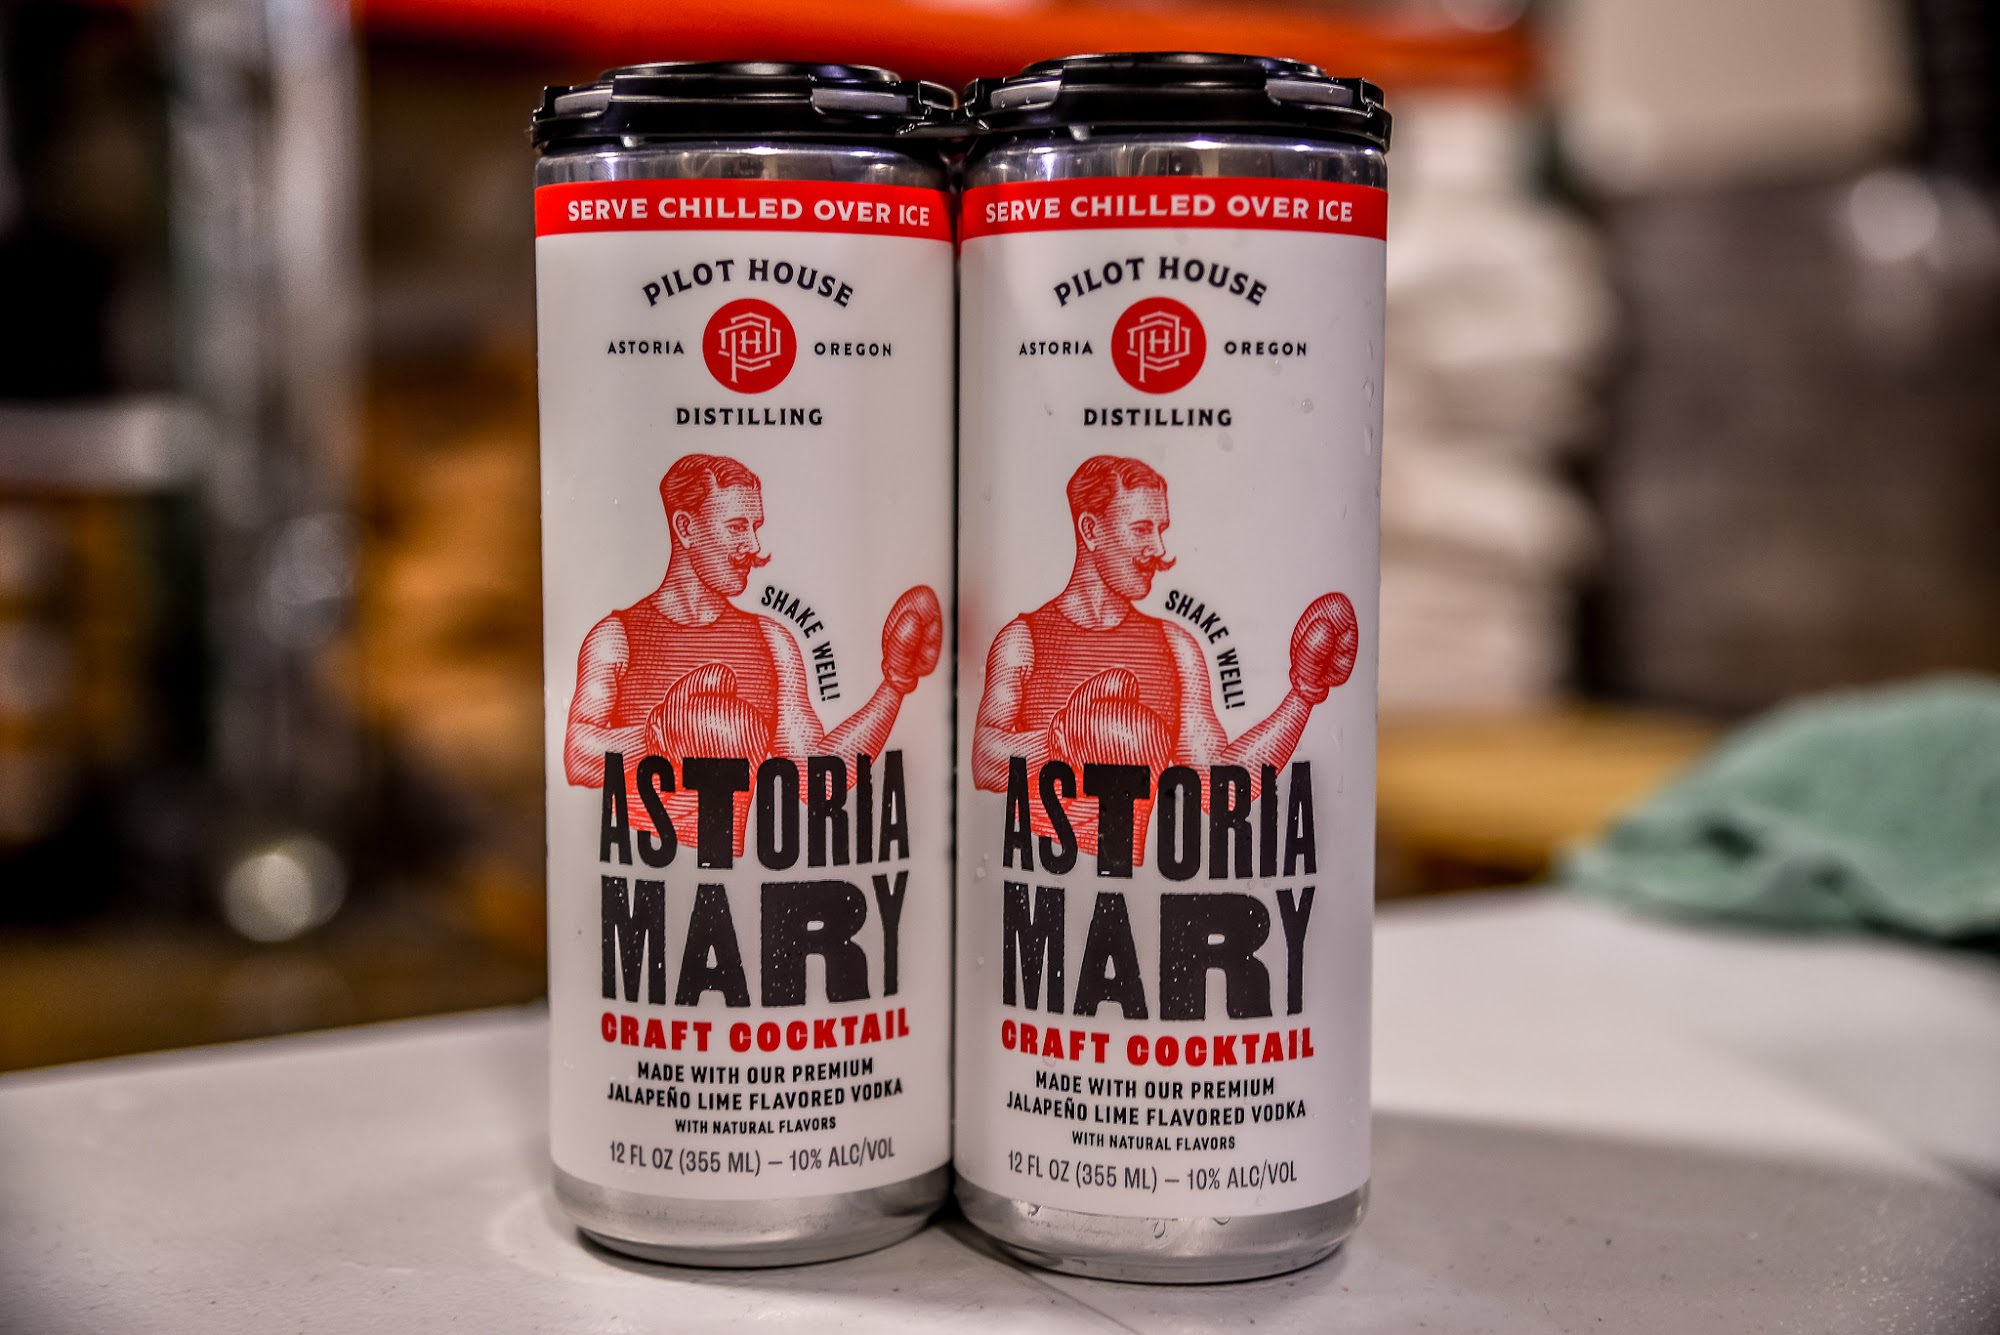 SERVE CHILLED OVER ICE
PILOT HOUSE
ASTORIA PHD OREGON
DISTILLING
SHAKE WELL!
ASTORIA
MARY
CRAFT COCKTAIL
MADE WITH OUR PREMIUM
JALAPEÑO LIME FLAVORED VODKA
WITH NATURAL FLAVORS
12 FL OZ (355 ML) – 10% ALC/VOL
SERVE CHILLED OVER ICE
PILOT HOUSE
ASTORIA PHD OREGON
DISTILLING
SHAKE WELL!
ASTORIA
MARY
CRAFT COCKTAIL
MADE WITH OUR PREMIUM
JALAPEÑO LIME FLAVORED VODKA
WITH NATURAL FLAVORS
12 FL OZ (355 ML) – 10% ALC/VOL